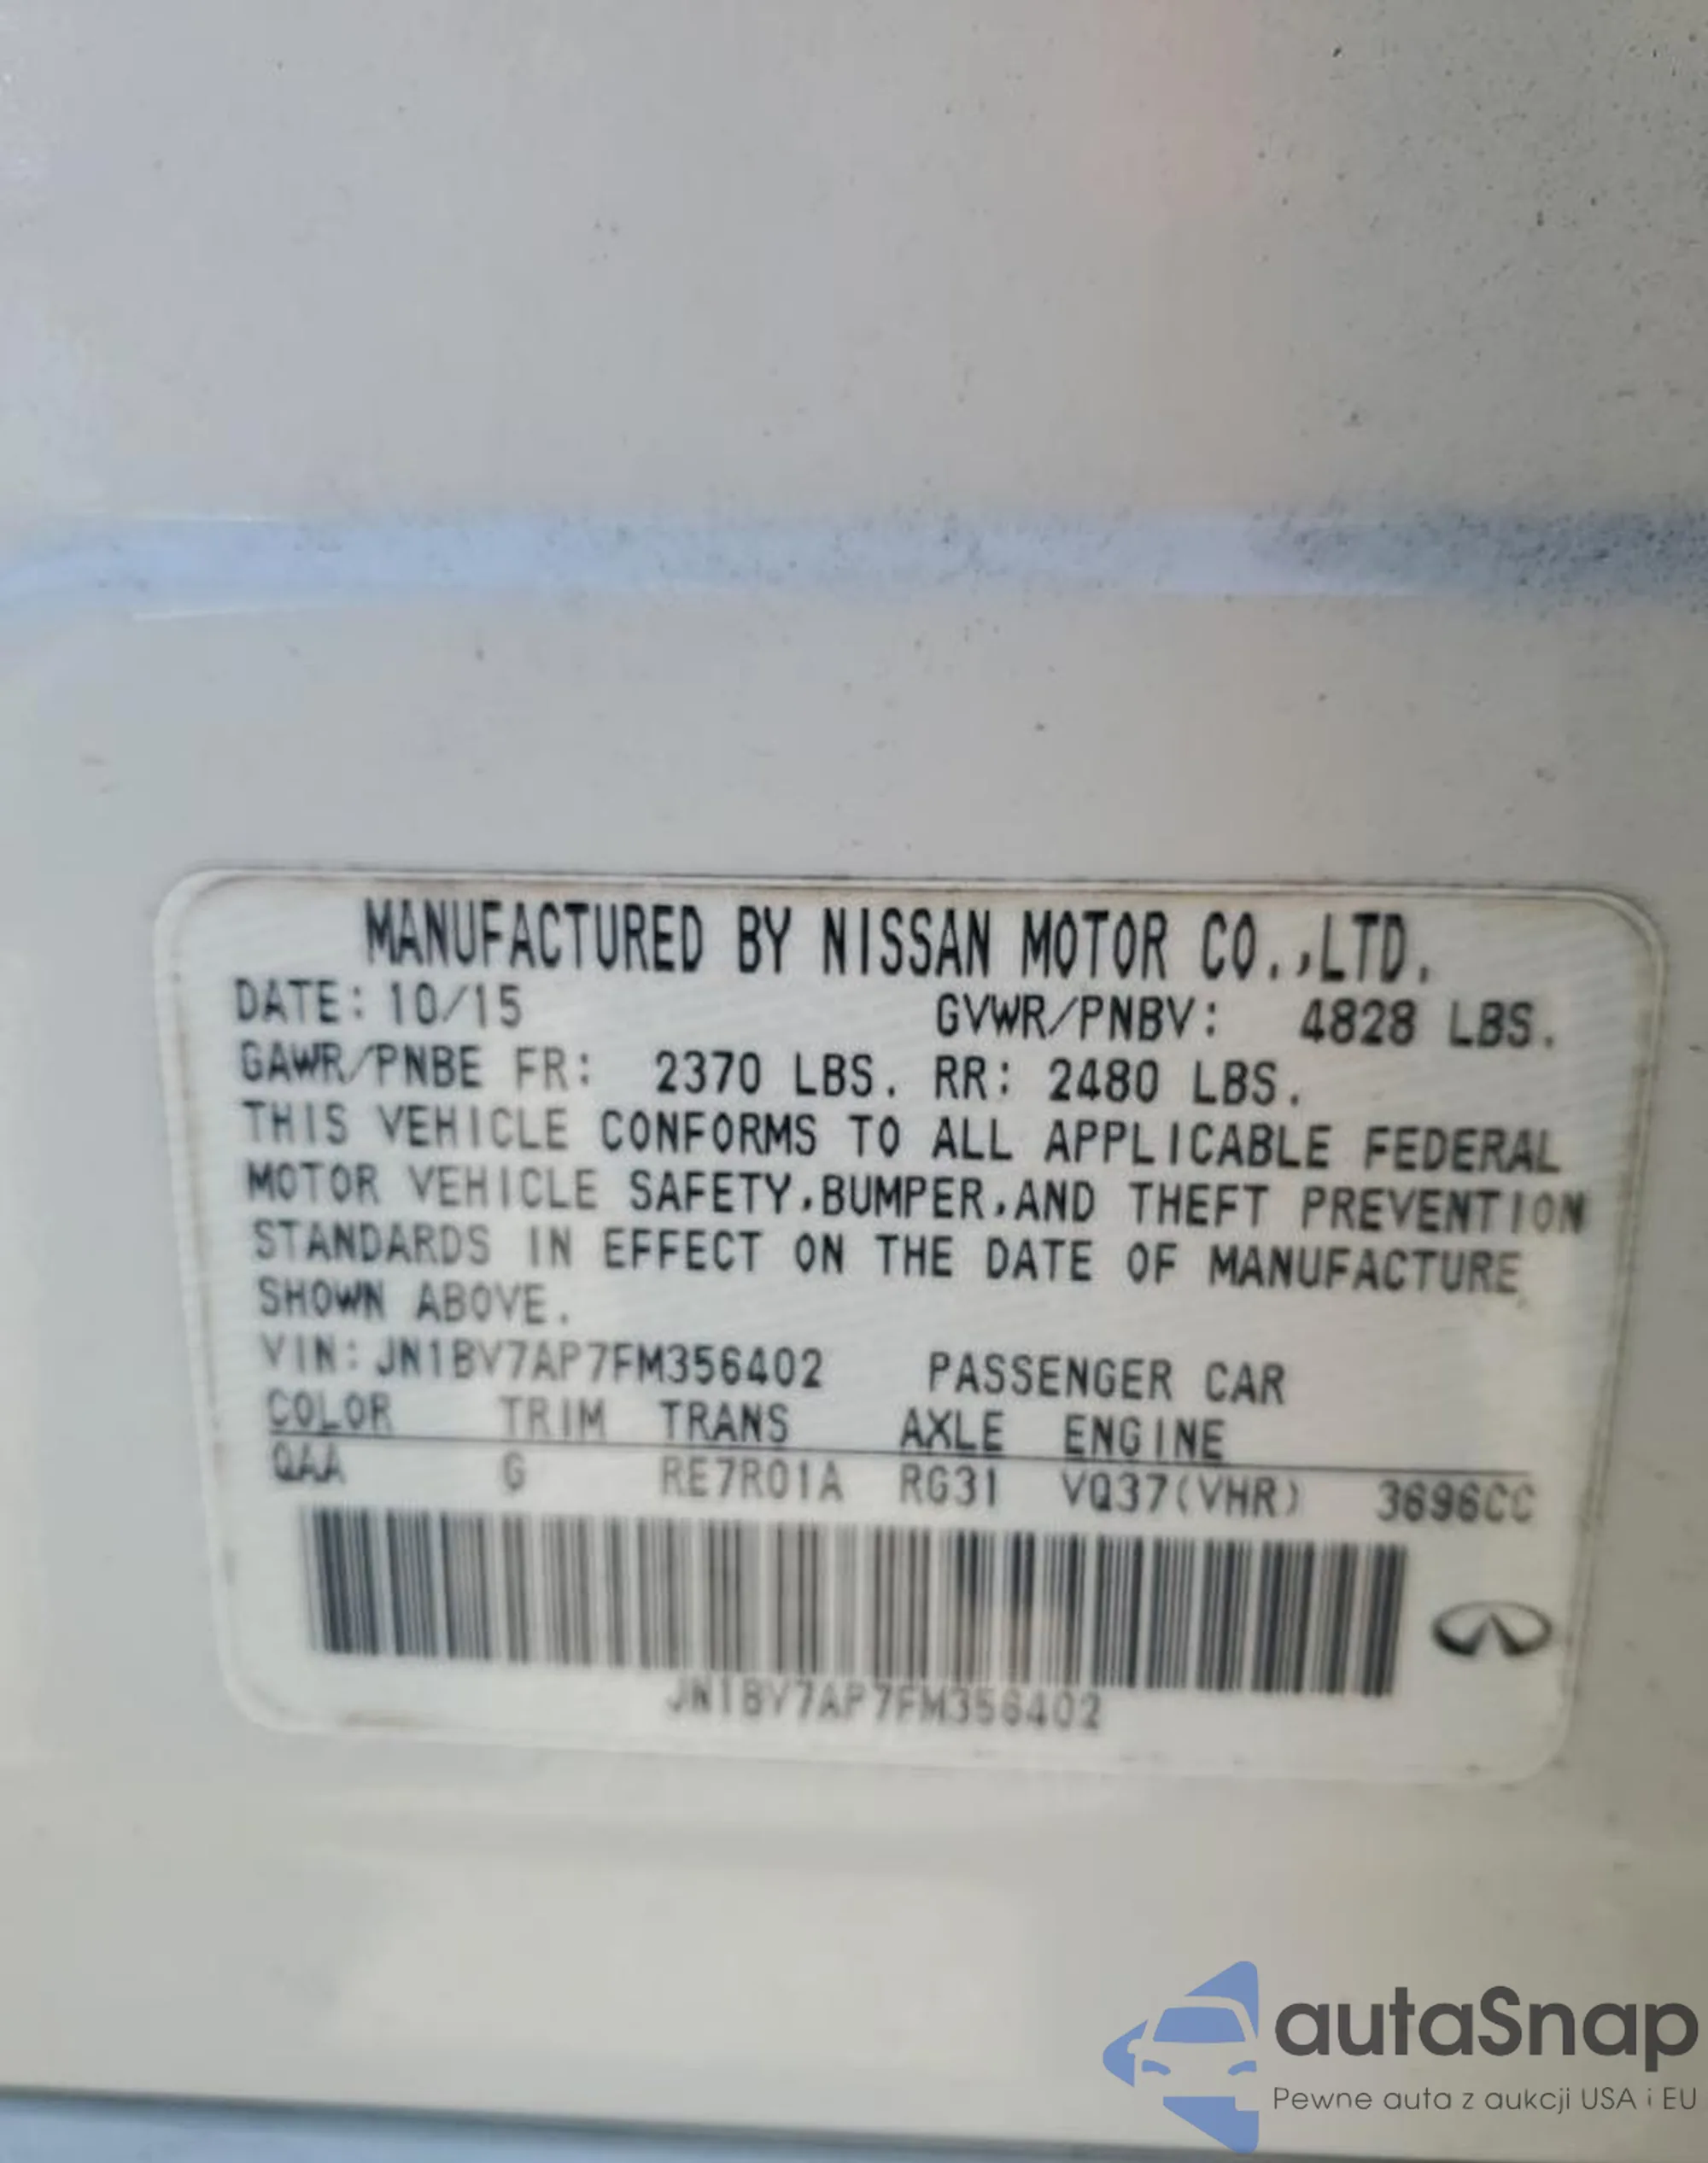 MANUFACTURED BY NISSAN MOTOR CO.,LTD.
DATE: 10/15 GVWR/PNBV: 4828 LBS.
GAWR/PNBE FR: 2370 LBS. RR: 2480 LBS.
THIS VEHICLE CONFORMS TO ALL APPLICABLE FEDERAL
MOTOR VEHICLE SAFETY,BUMPER,AND THEFT PREVENTION
STANDARDS IN EFFECT ON THE DATE OF MANUFACTURE
SHOWN ABOVE.
VIN: JN1BV7AP7FM356402 PASSENGER CAR
COLOR TRIM TRANS AXLE ENGINE
QAA G RE7R01A RG31 VQ37(VHR) 3696CC
JN1BV7AP7FM356402
autaSnap
Pewne auta z aukcji USA i EU